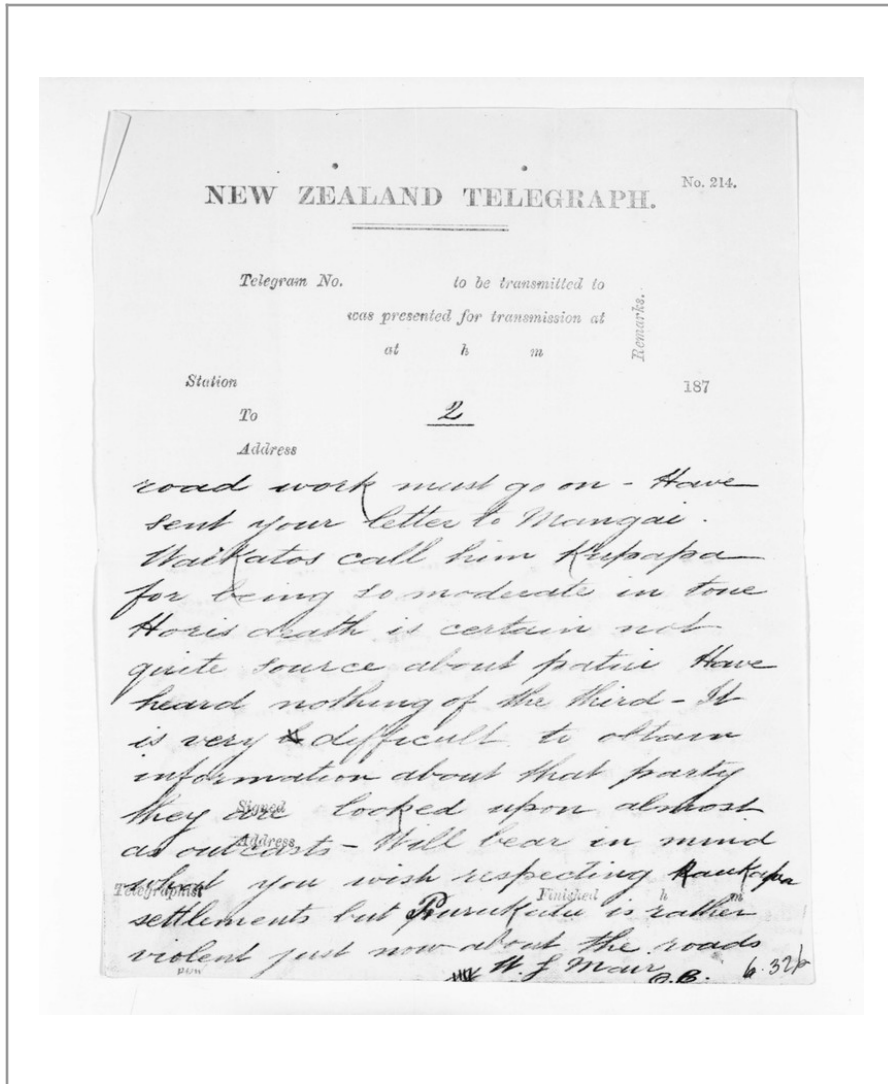 NEW ZEALAND TELEGRAPH.
No. 214.
Telegram No. to be transmitted to
was presented for transmission at
at h m
Remarks.
Station 187
To 2
Address
road work must go on - Have
sent your letter to Mangai.
Waikatos call him Kupapa
for being so moderate in tone
Horis death is certain not
quite source about patiri Have
heard nothing of the third - It
is very difficult to obtain
information about that party
they are looked upon almost
Signed
as outcasts - Will bear in mind
Address
what you wish respecting Raukapa
Telegraphist Finished h m
settlements but Purukutu is rather
violent just now about the roads
W G Mair
6.32p